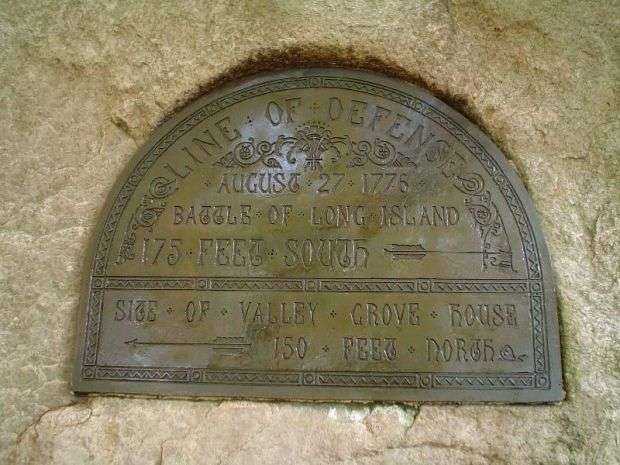 LINE · OF · DEFENSE
· AUGUST · 27 · 1776 ·
BATTLE · OF · LONG · ISLAND
175 · FEET · SOUTH
SITE · OF · VALLEY · GROVE · HOUSE
150 · FEET · NORTH